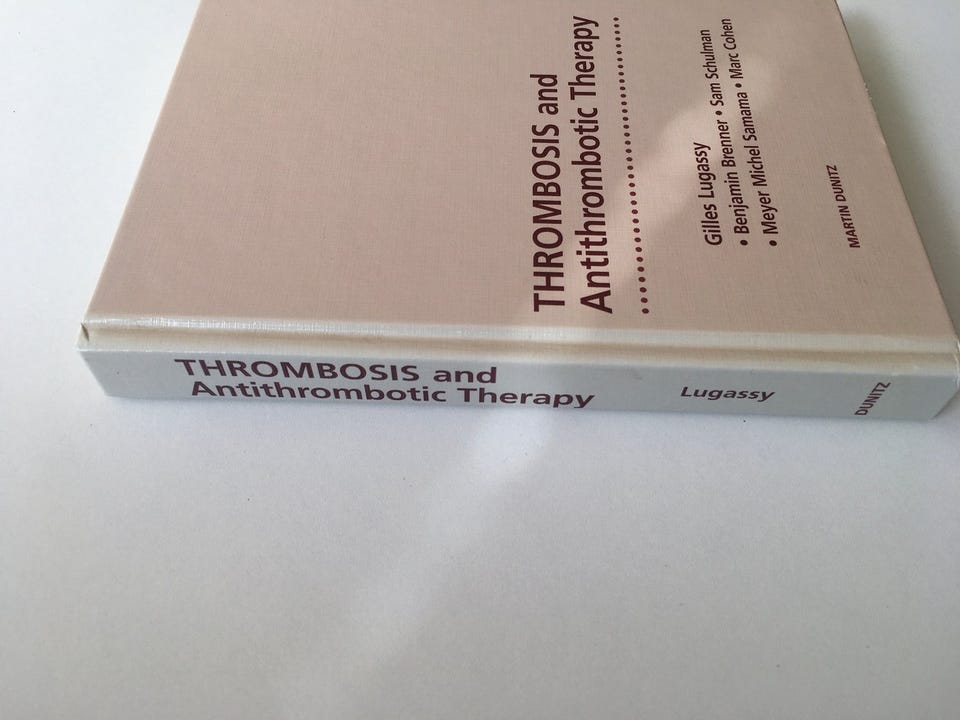 THROMBOSIS and
Antithrombotic Therapy
Gilles Lugassy
• Benjamin Brenner • Sam Schulman
• Meyer Michel Samama • Marc Cohen
MARTIN DUNITZ
THROMBOSIS and
Antithrombotic Therapy
Lugassy
DUNITZ